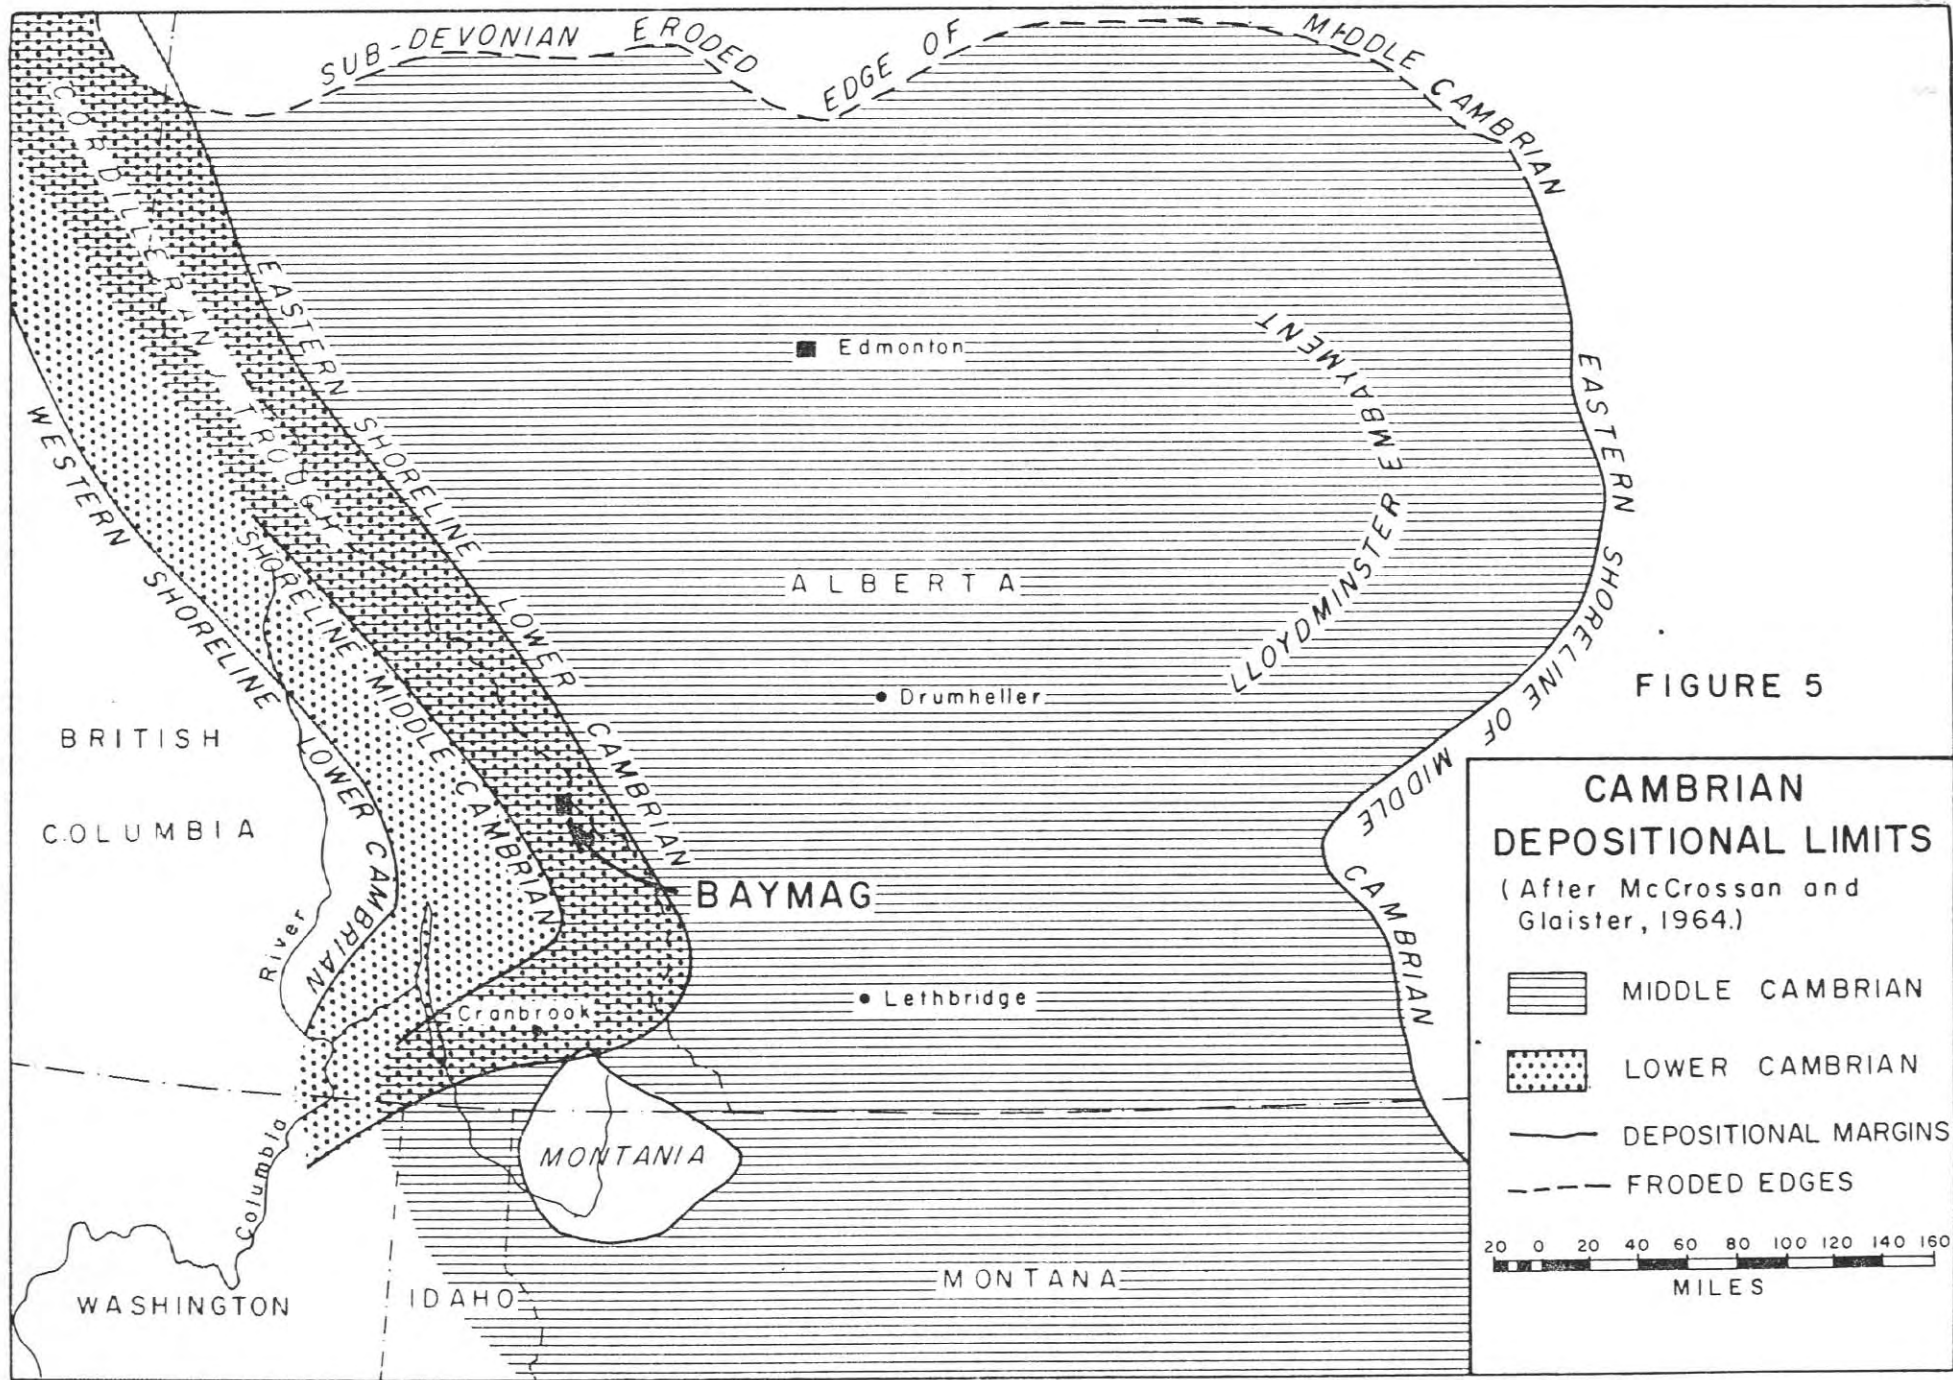 SUB-DEVONIAN ERODED EDGE OF MIDDLE CAMBRIAN
CORDILLERAN TROUGH
EASTERN SHORELINE LOWER CAMBRIAN
WESTERN SHORELINE LOWER CAMBRIAN
SHORELINE MIDDLE CAMBRIAN
EASTERN SHORELINE OF MIDDLE CAMBRIAN
LLOYDMINSTER EMBAYMENT
Edmonton
ALBERTA
Drumheller
BRITISH
COLUMBIA
BAYMAG
River
Lethbridge
Cranbrook
MONTANIA
Columbia
WASHINGTON
IDAHO
MONTANA
FIGURE 5
CAMBRIAN
DEPOSITIONAL LIMITS
(After McCrossan and
Glaister, 1964.)
MIDDLE CAMBRIAN
LOWER CAMBRIAN
DEPOSITIONAL MARGINS
FRODED EDGES
20 0 20 40 60 80 100 120 140 160
MILES